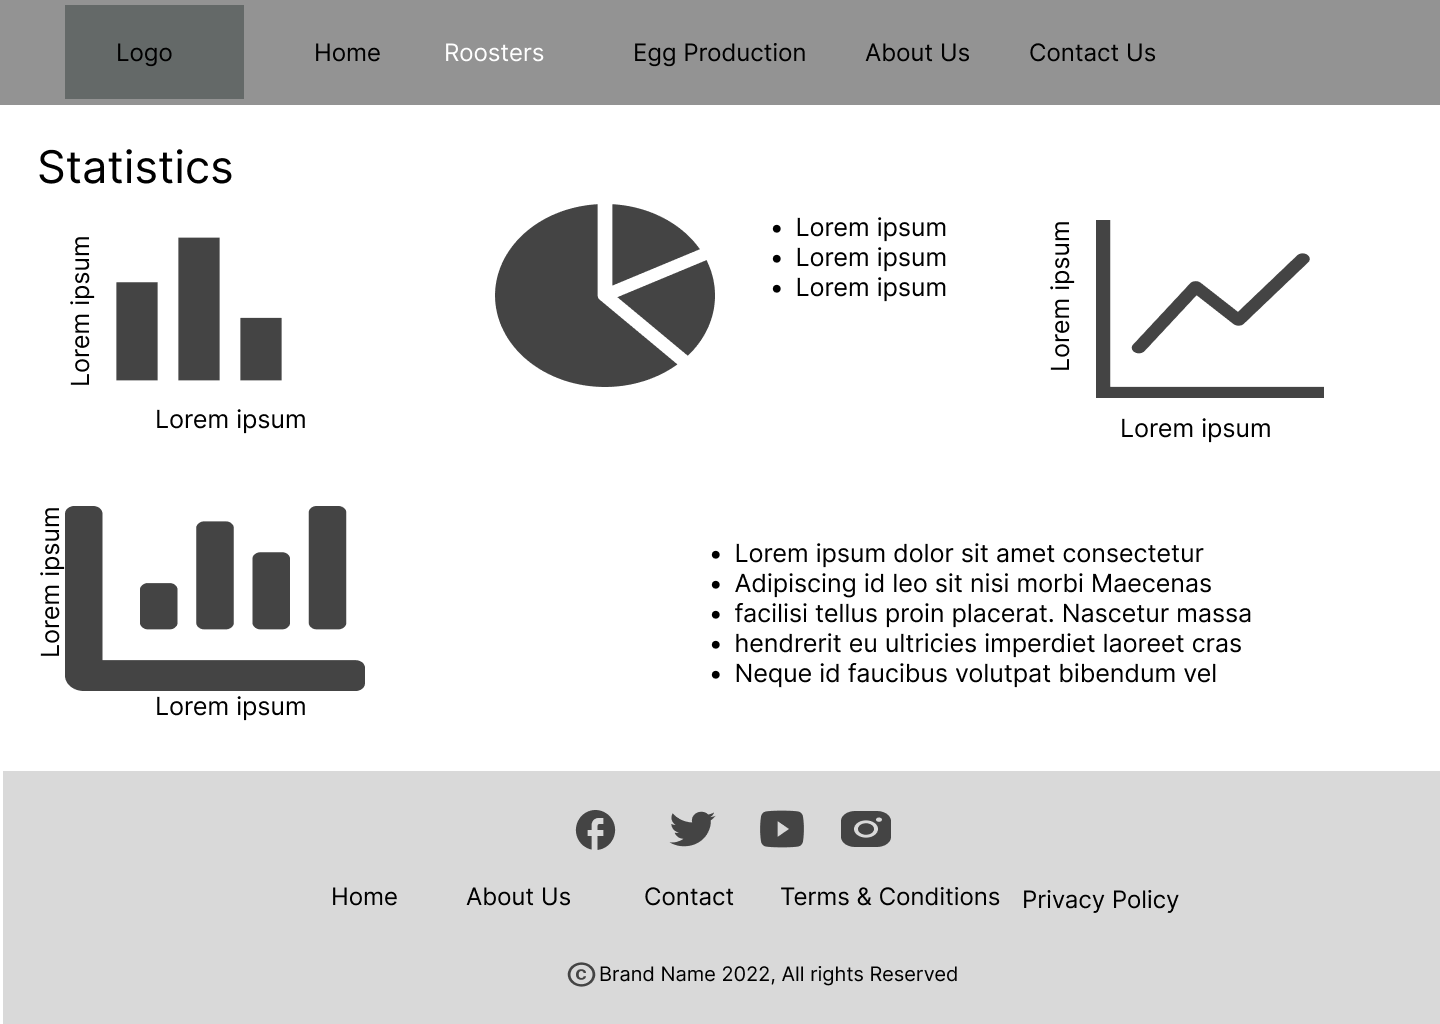 Logo
Home
Roosters
Egg Production
About Us
Contact Us
Statistics
Lorem ipsum
Lorem ipsum
• Lorem ipsum
• Lorem ipsum
• Lorem ipsum
Lorem ipsum
Lorem ipsum
Lorem ipsum
Lorem ipsum
• Lorem ipsum dolor sit amet consectetur
• Adipiscing id leo sit nisi morbi Maecenas
• facilisi tellus proin placerat. Nascetur massa
• hendrerit eu ultricies imperdiet laoreet cras
• Neque id faucibus volutpat bibendum vel
Home
About Us
Contact
Terms & Conditions
Privacy Policy
© Brand Name 2022, All rights Reserved